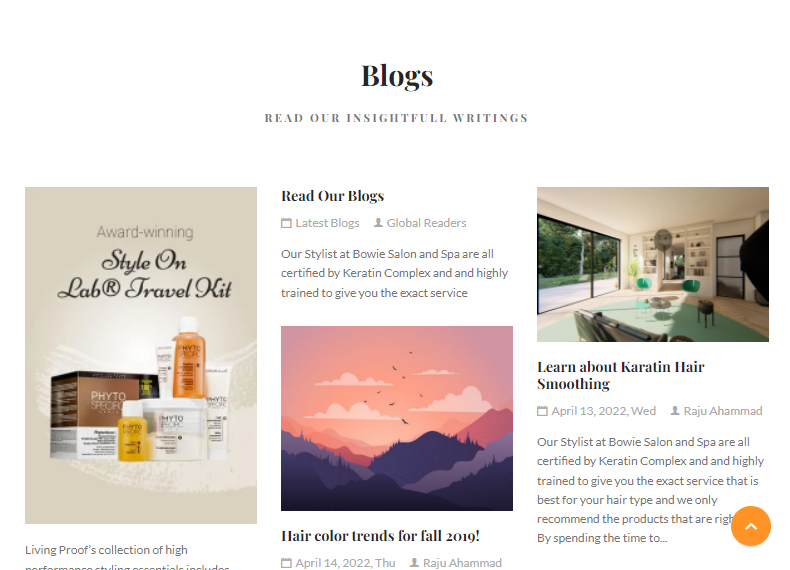 Blogs
READ OUR INSIGHTFULL WRITINGS
Award-winning
Style On
Lab® Travel Kit
PHYTO
SPECIFIC
PHYTO
SPECIFIC
PHYTO
Living Proof's collection of high
performance styling essentials includes
Read Our Blogs
Latest Blogs Global Readers
Our Stylist at Bowie Salon and Spa are all
certified by Keratin Complex and and highly
trained to give you the exact service
Hair color trends for fall 2019!
April 14, 2022, Thu Raju Ahammad
Learn about Karatin Hair
Smoothing
April 13, 2022, Wed Raju Ahammad
Our Stylist at Bowie Salon and Spa are all
certified by Keratin Complex and and highly
trained to give you the exact service that is
best for your hair type and we only
recommend the products that are
By spending the time to...